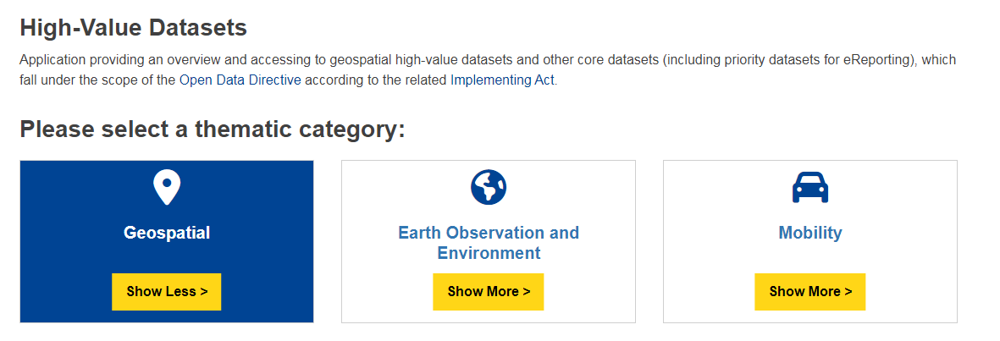 High-Value Datasets
Application providing an overview and accessing to geospatial high-value datasets and other core datasets (including priority datasets for eReporting), which
fall under the scope of the Open Data Directive according to the related Implementing Act.
Please select a thematic category:
Geospatial
Show Less >
Earth Observation and
Environment
Show More >
Mobility
Show More >